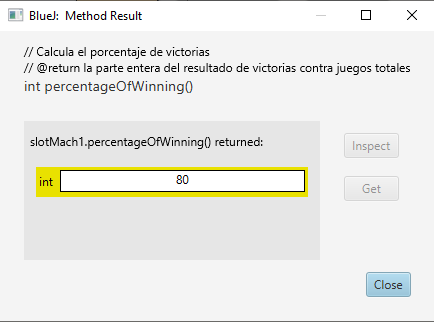 BlueJ: Method Result
// Calcula el porcentaje de victorias
// @return la parte entera del resultado de victorias contra juegos totales
int percentageOfWinning()
slotMach1.percentageOfWinning() returned:
Inspect
int 80
Get
Close